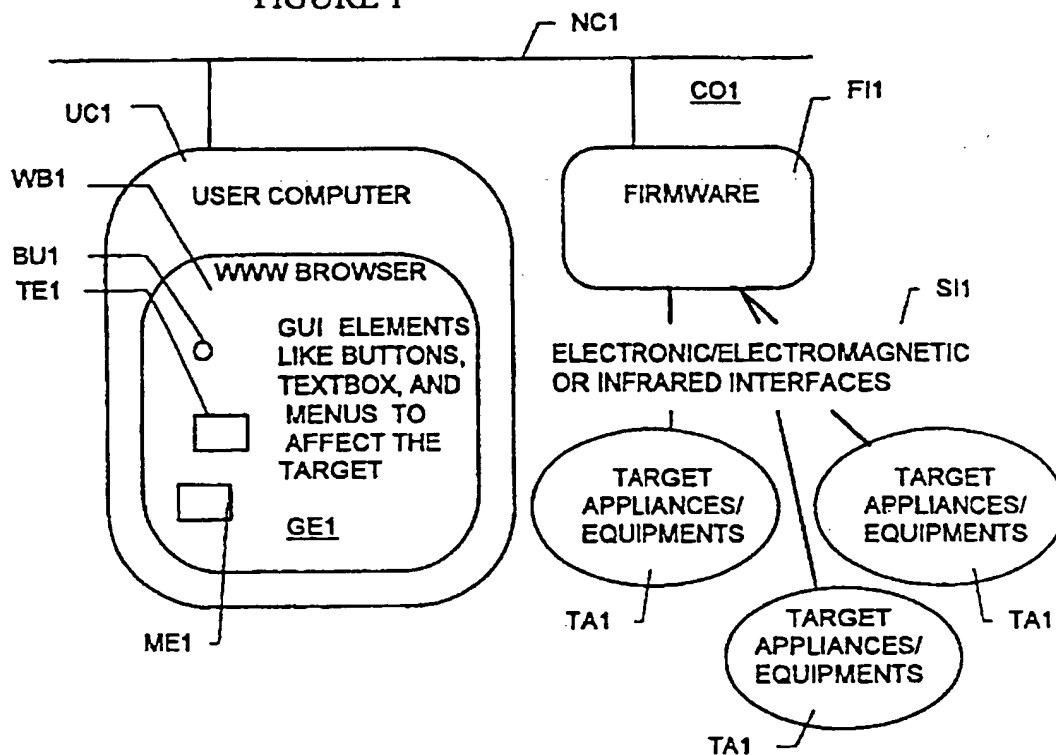 FIGURE 1
NC1
CO1
FI1
UC1
WB1
USER COMPUTER
FIRMWARE
BU1
TE1
WWW BROWSER
SI1
GUI ELEMENTS
LIKE BUTTONS,
TEXTBOX, AND
MENUS TO
AFFECT THE
TARGET
GE1
ME1
ELECTRONIC/ELECTROMAGNETIC
OR INFRARED INTERFACES
TARGET
APPLIANCES/
EQUIPMENTS
TA1
TARGET
APPLIANCES/
EQUIPMENTS
TA1
TARGET
APPLIANCES/
EQUIPMENTS
TA1